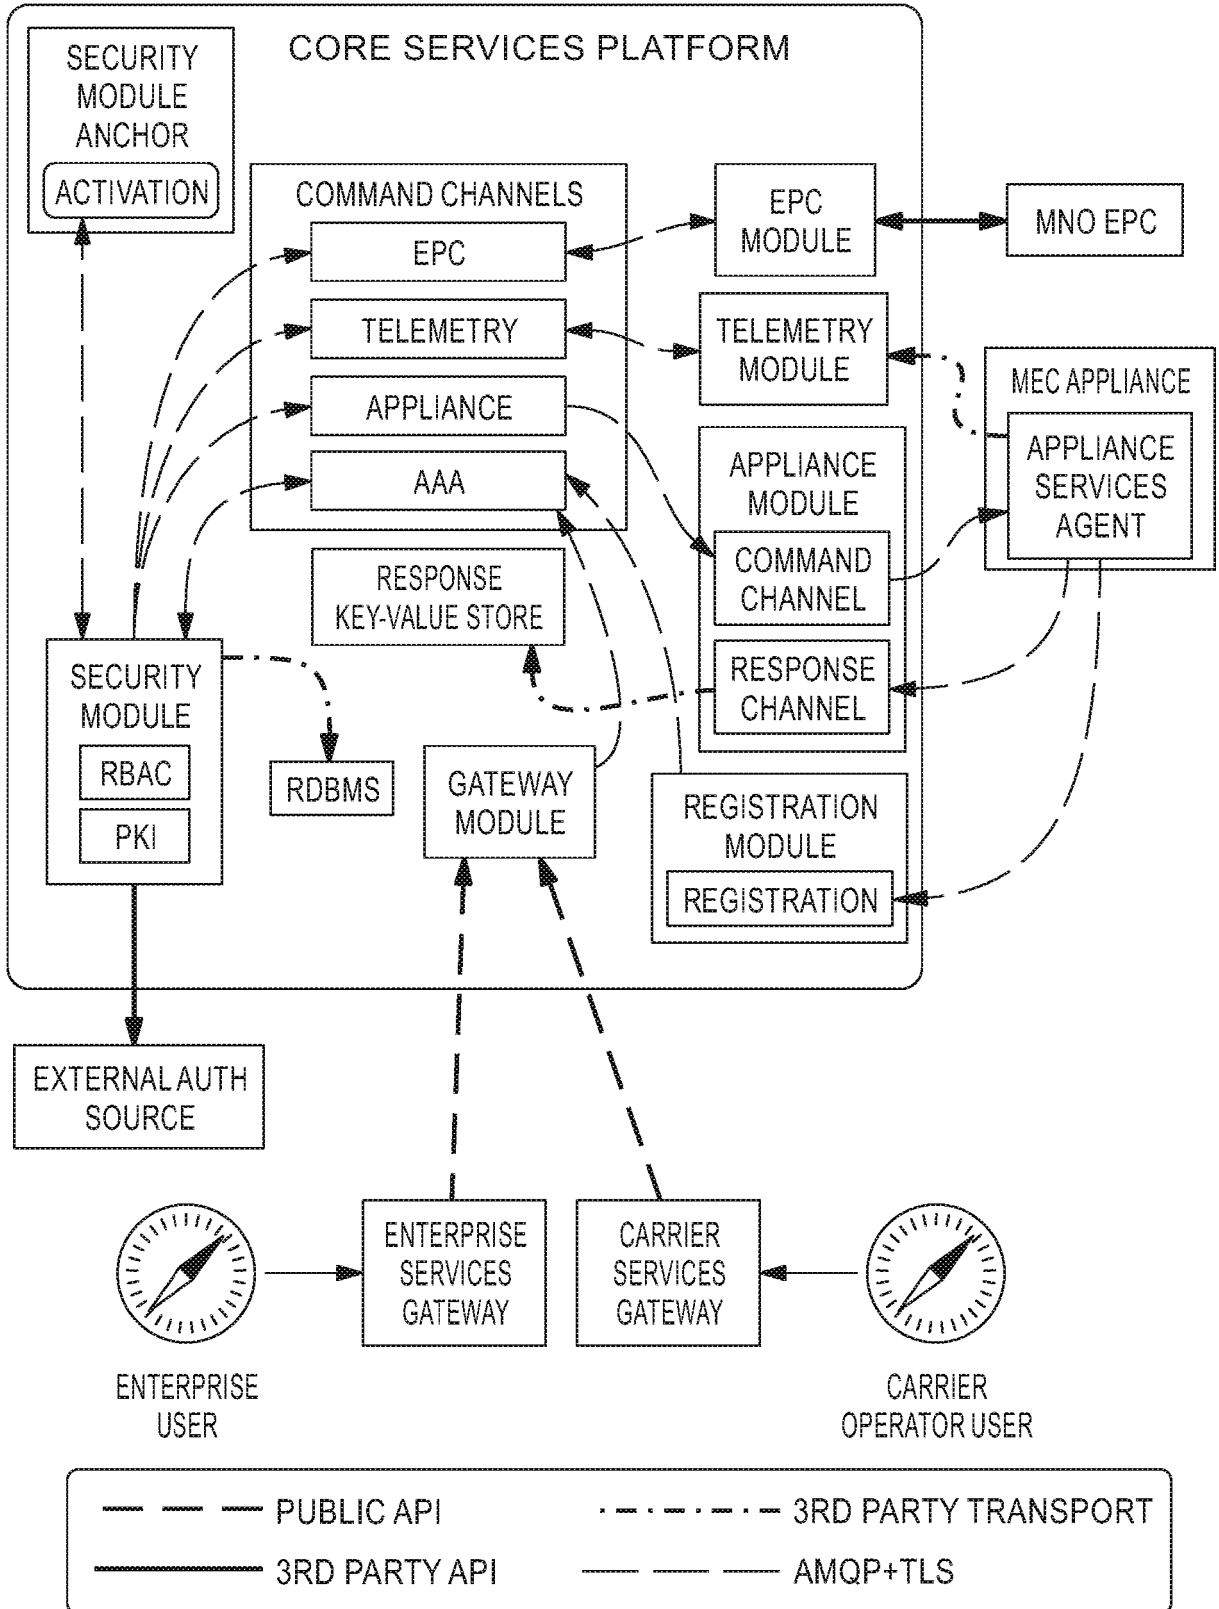 CORE SERVICES PLATFORM
SECURITY
MODULE
ANCHOR
ACTIVATION
COMMAND CHANNELS
EPC
TELEMETRY
APPLIANCE
AAA
EPC
MODULE
MNO EPC
TELEMETRY
MODULE
MEC APPLIANCE
APPLIANCE
SERVICES
AGENT
APPLIANCE
MODULE
COMMAND
CHANNEL
RESPONSE
CHANNEL
RESPONSE
KEY-VALUE STORE
SECURITY
MODULE
RBAC
PKI
RDBMS
GATEWAY
MODULE
REGISTRATION
MODULE
REGISTRATION
EXTERNAL AUTH
SOURCE
ENTERPRISE
SERVICES
GATEWAY
CARRIER
SERVICES
GATEWAY
ENTERPRISE
USER
CARRIER
OPERATOR USER
PUBLIC API
3RD PARTY TRANSPORT
3RD PARTY API
AMQP+TLS